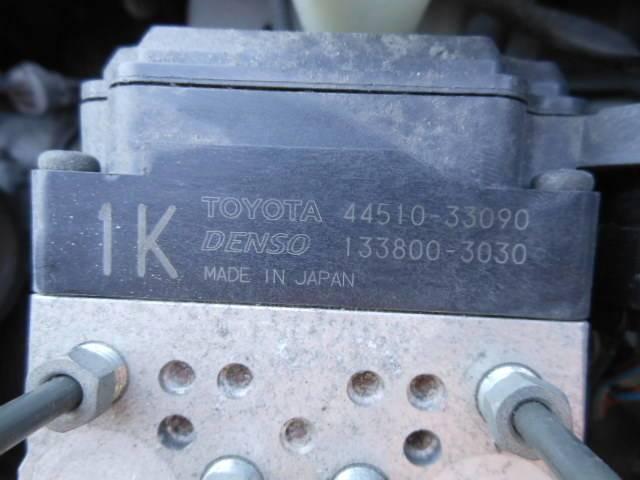 1K
TOYOTA 44510-33090
DENSO 133800-3030
MADE IN JAPAN